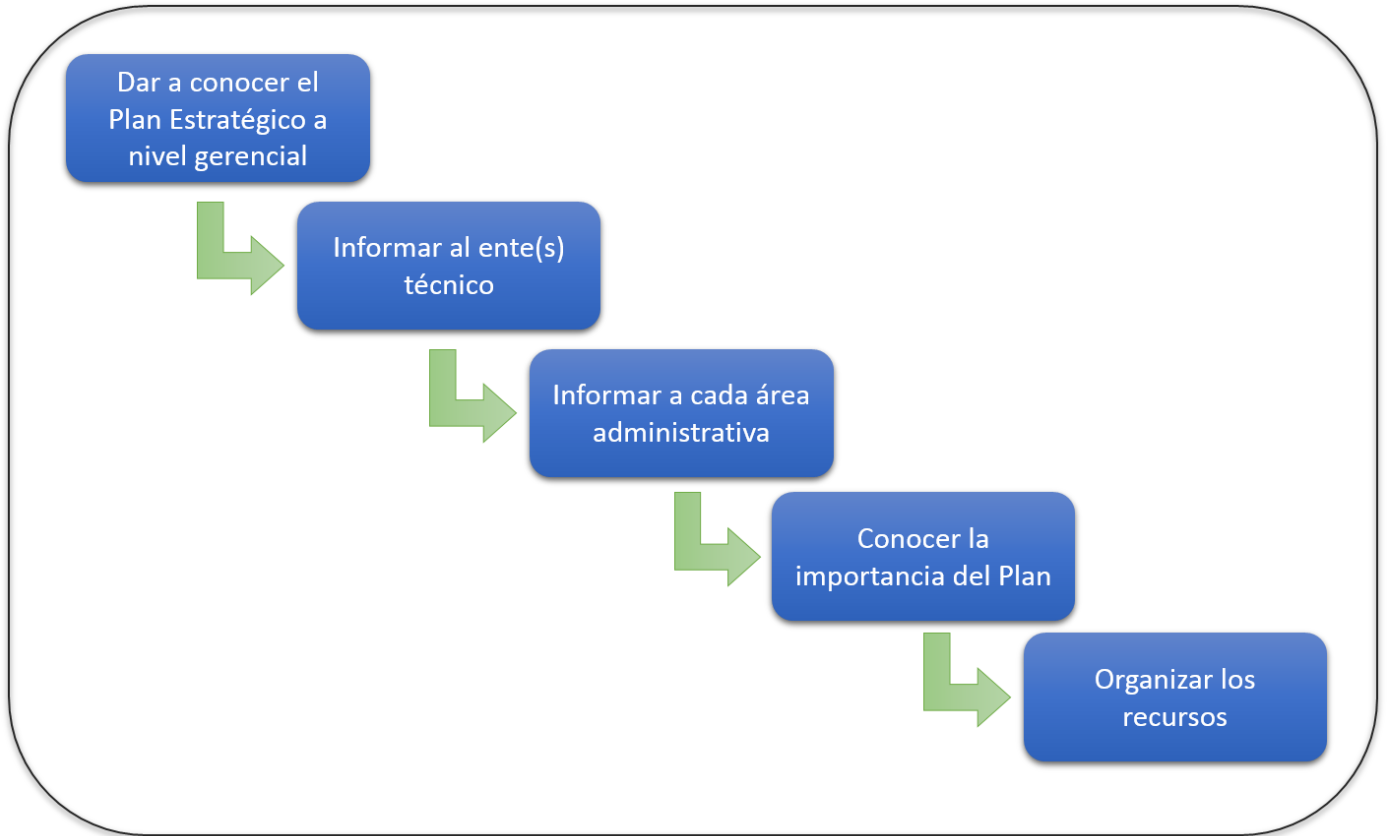 Dar a conocer el
Plan Estratégico a
nivel gerencial
Informar al ente(s)
técnico
Informar a cada área
administrativa
Conocer la
importancia del Plan
Organizar los
recursos